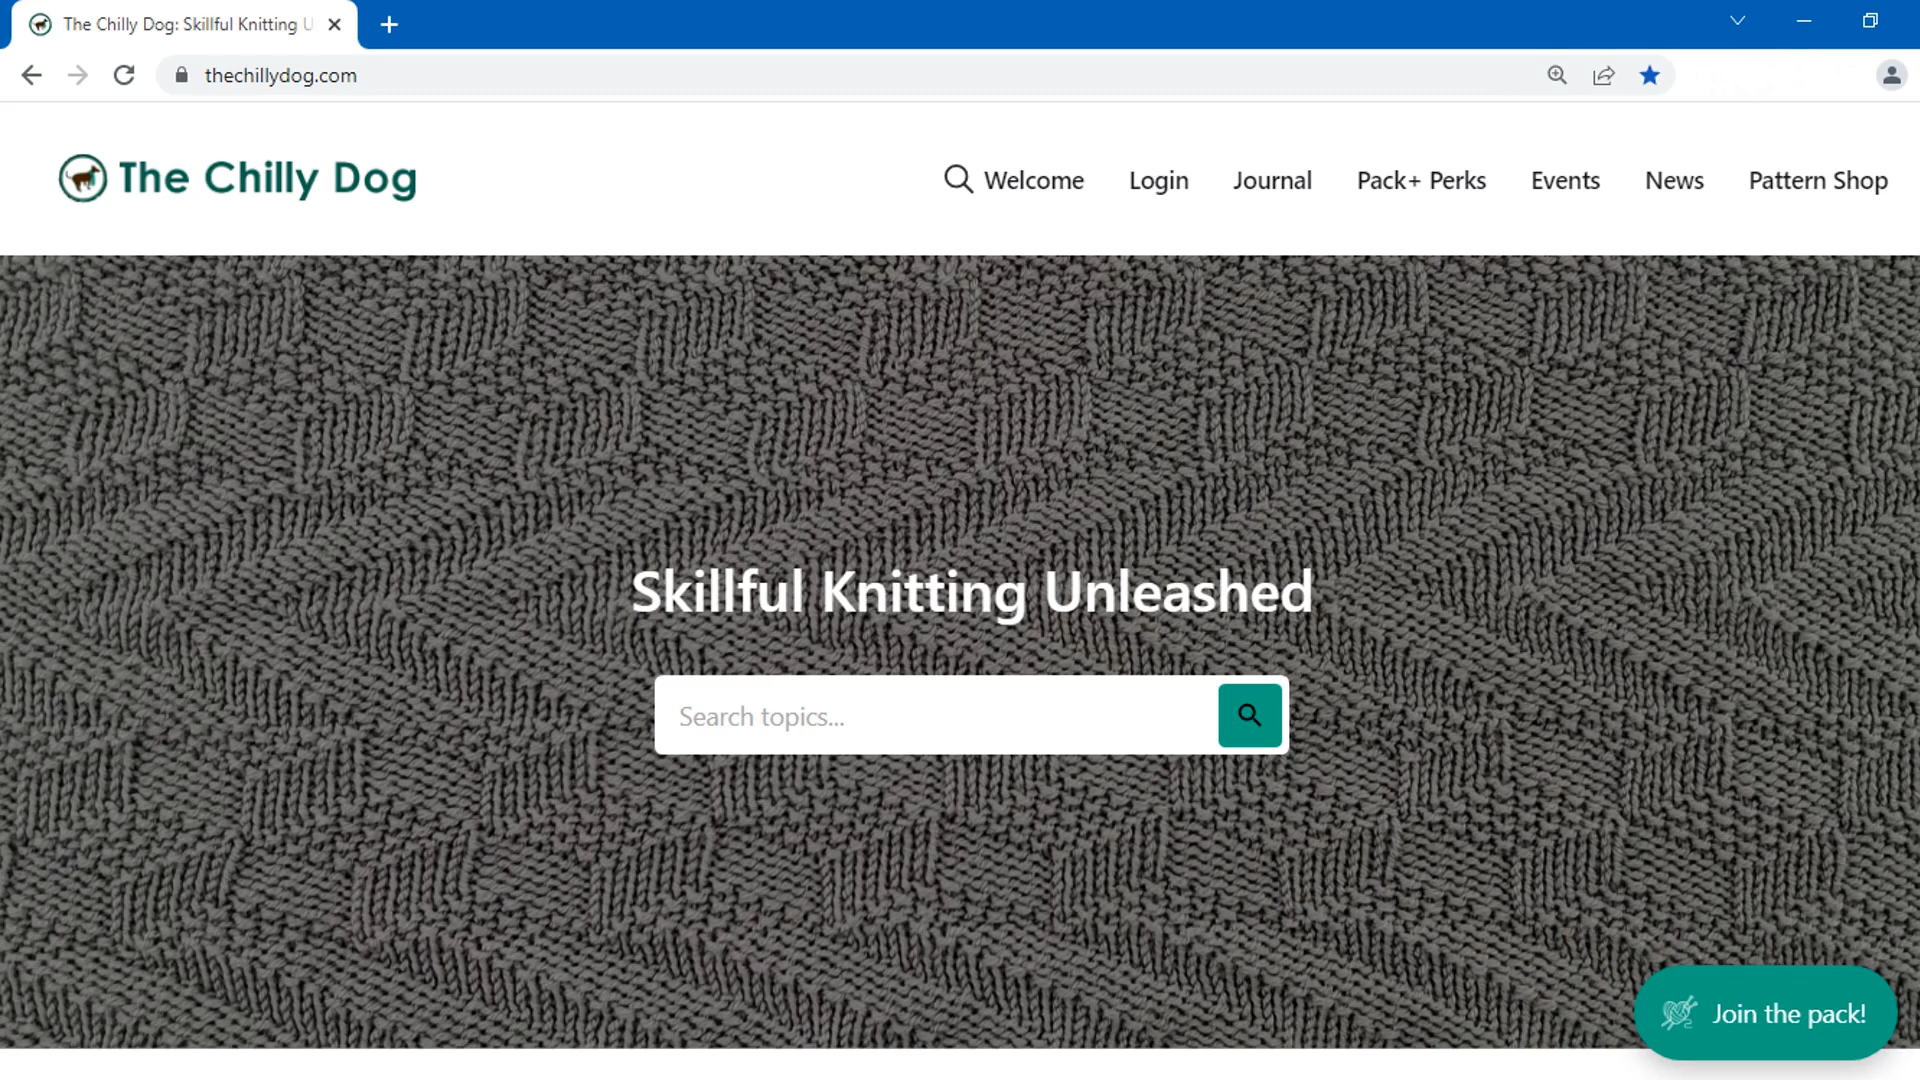 The Chilly Dog: Skillful Knitting U
thechillydog.com
The Chilly Dog
Welcome
Login
Journal
Pack+ Perks
Events
News
Pattern Shop
Skillful Knitting Unleashed
Search topics...
Join the pack!